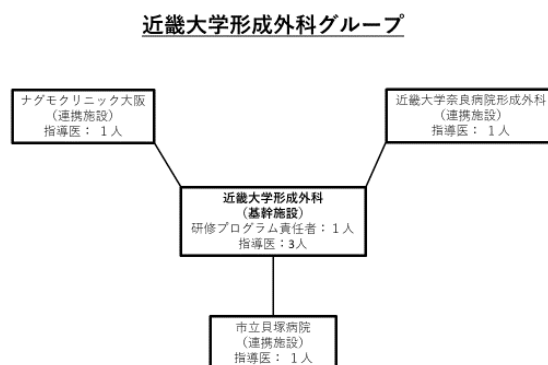 近畿大学形成外科グループ
ナグモクリニック大阪
(連携施設)
指導医： 1人
近畿大学奈良病院形成外科
(連携施設)
指導医： 1人
近畿大学形成外科
(基幹施設)
研修プログラム責任者：1人
指導医：3人
市立貝塚病院
(連携施設)
指導医： 1人